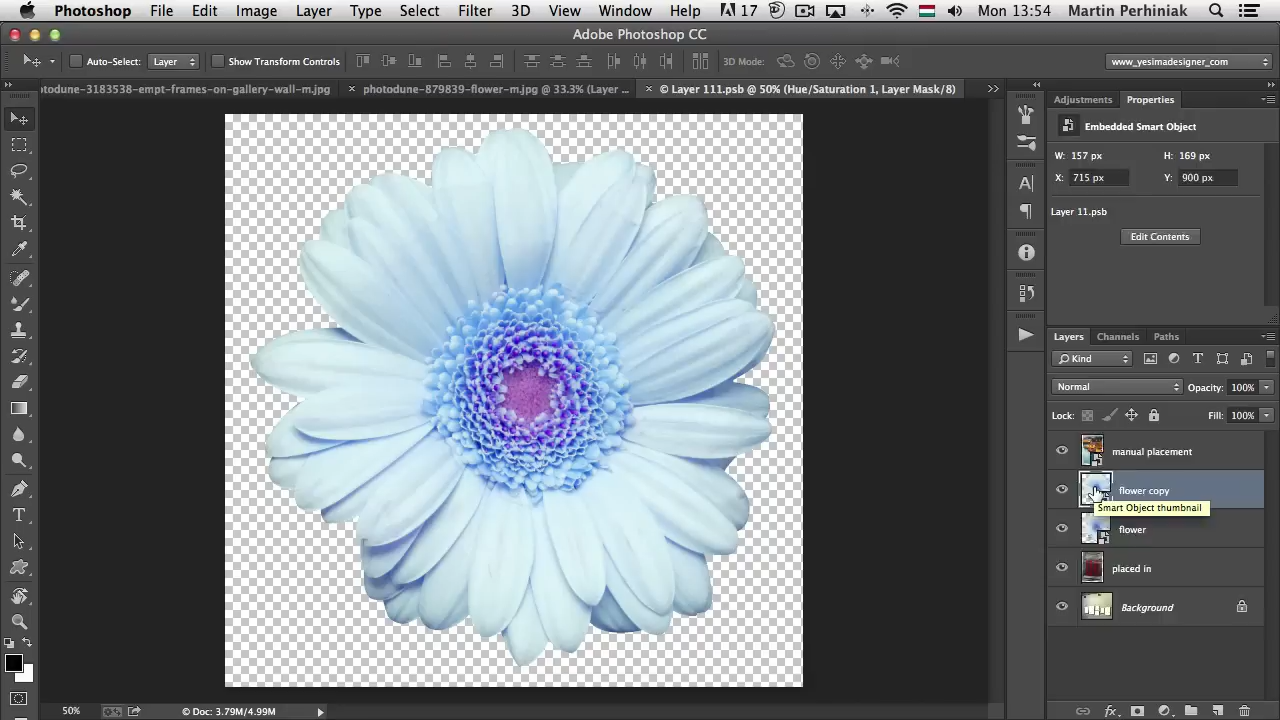 Photoshop File Edit Image Layer Type Select Filter 3D View Window Help 17 Mon 13:54 Martin Perhiniak
Adobe Photoshop CC
Auto-Select: Layer Show Transform Controls 3D Mode: www_yesimadesigner_com
otodune-3183538-empt-frames-on-gallery-wall-m.jpg × photodune-879839-flower-m.jpg @ 33.3% (Layer ... × © Layer 111.psb @ 50% (Hue/Saturation 1, Layer Mask/8)
Adjustments Properties
Embedded Smart Object
W: 157 px H: 169 px
X: 715 px Y: 900 px
Layer 11.psb
Edit Contents
Layers Channels Paths
Kind
Normal Opacity: 100%
Lock: Fill: 100%
manual placement
flower copy
Smart Object thumbnail
flower
placed in
Background
50% © Doc: 3.79M/4.99M